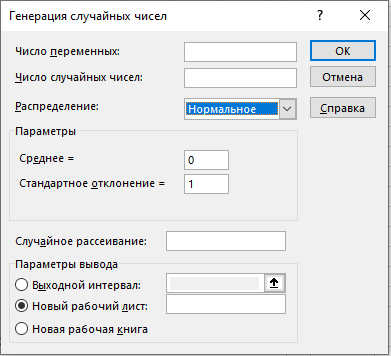 Генерация случайных чисел ? ×
Число переменных: OK
Число случайных чисел: Отмена
Распределение: Нормальное Справка
Параметры
Среднее = 0
Стандартное отклонение = 1
Случайное рассеивание:
Параметры вывода
Выходной интервал:
Новый рабочий лист:
Новая рабочая книга